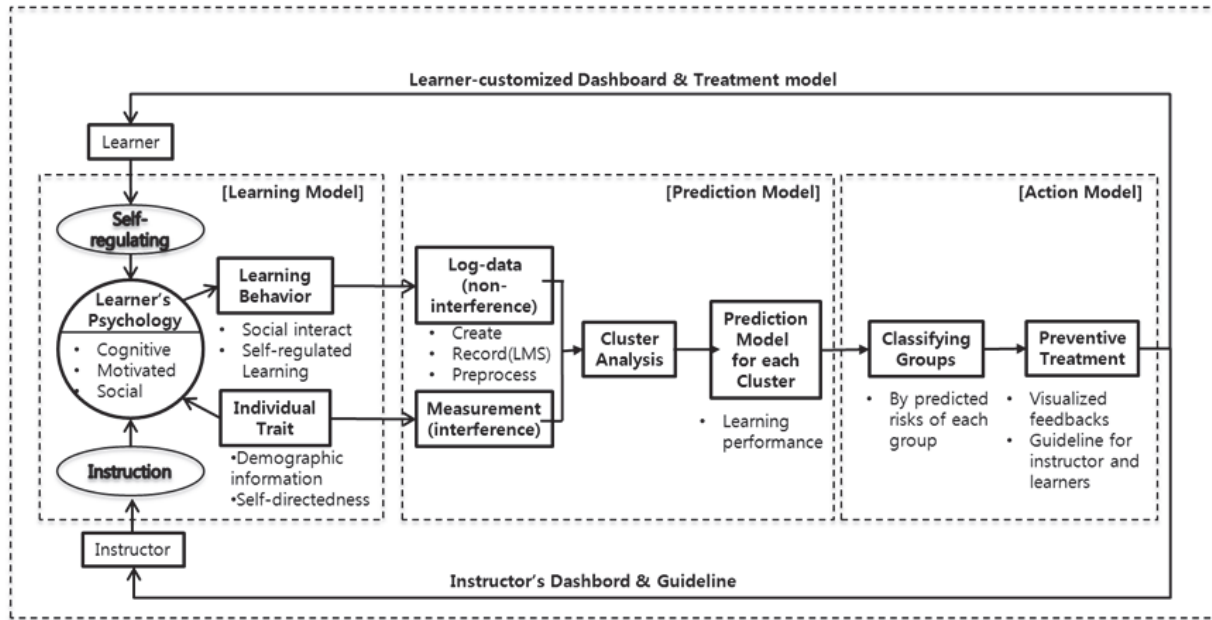 Learner-customized Dashboard & Treatment model
Learner
[Learning Model]
Self-
regulating
Learner's
Psychology
• Cognitive
• Motivated
• Social
Learning
Behavior
• Social interact
• Self-regulated
Learning
Individual
Trait
•Demographic
information
•Self-directedness
Instruction
Instructor
[Prediction Model]
Log-data
(non-
interference)
• Create
• Record(LMS)
• Preprocess
Measurement
(interference)
Cluster
Analysis
Prediction
Model
for each
Cluster
• Learning
performance
[Action Model]
Classifying
Groups
• By predicted
risks of each
group
Preventive
Treatment
• Visualized
feedbacks
• Guideline for
instructor and
learners
Instructor's Dashbord & Guideline